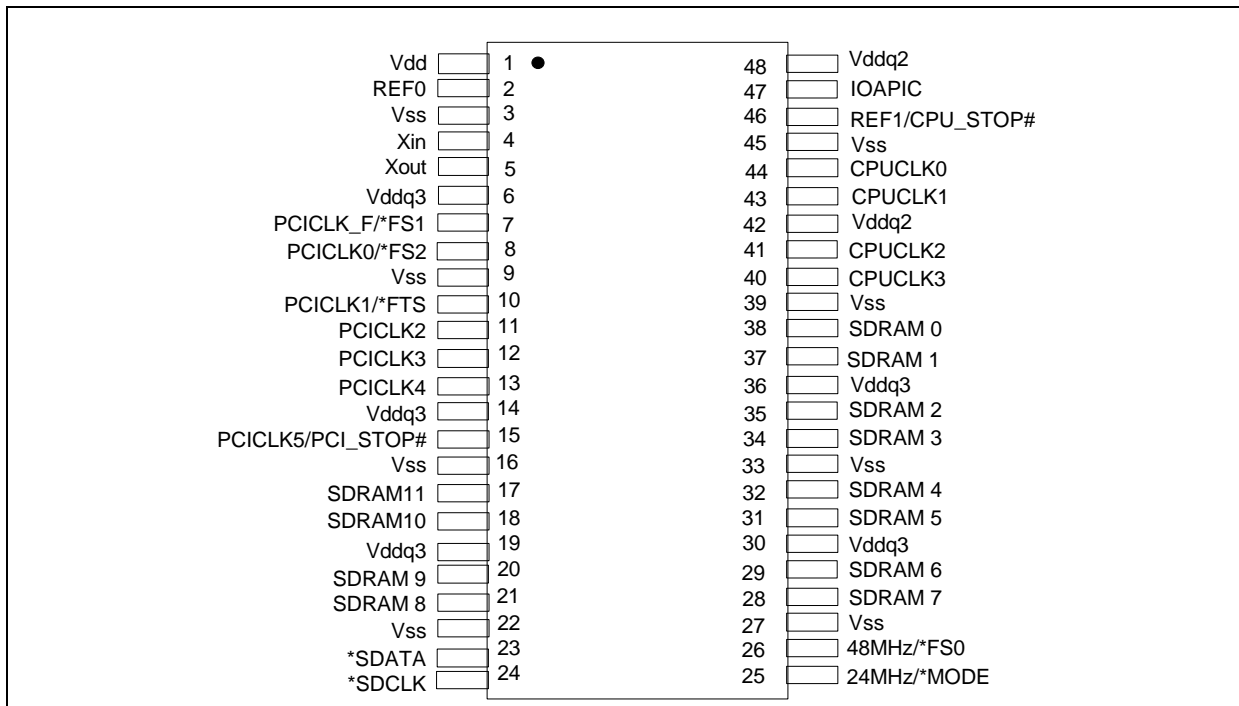 Vdd 1 48 Vddq2
REF0 2 47 IOAPIC
Vss 3 46 REF1/CPU_STOP#
Xin 4 45 Vss
Xout 5 44 CPUCLK0
Vddq3 6 43 CPUCLK1
PCICLK_F/*FS1 7 42 Vddq2
PCICLK0/*FS2 8 41 CPUCLK2
Vss 9 40 CPUCLK3
PCICLK1/*FTS 10 39 Vss
PCICLK2 11 38 SDRAM 0
PCICLK3 12 37 SDRAM 1
PCICLK4 13 36 Vddq3
Vddq3 14 35 SDRAM 2
PCICLK5/PCI_STOP# 15 34 SDRAM 3
Vss 16 33 Vss
SDRAM11 17 32 SDRAM 4
SDRAM10 18 31 SDRAM 5
Vddq3 19 30 Vddq3
SDRAM 9 20 29 SDRAM 6
SDRAM 8 21 28 SDRAM 7
Vss 22 27 Vss
*SDATA 23 26 48MHz/*FS0
*SDCLK 24 25 24MHz/*MODE